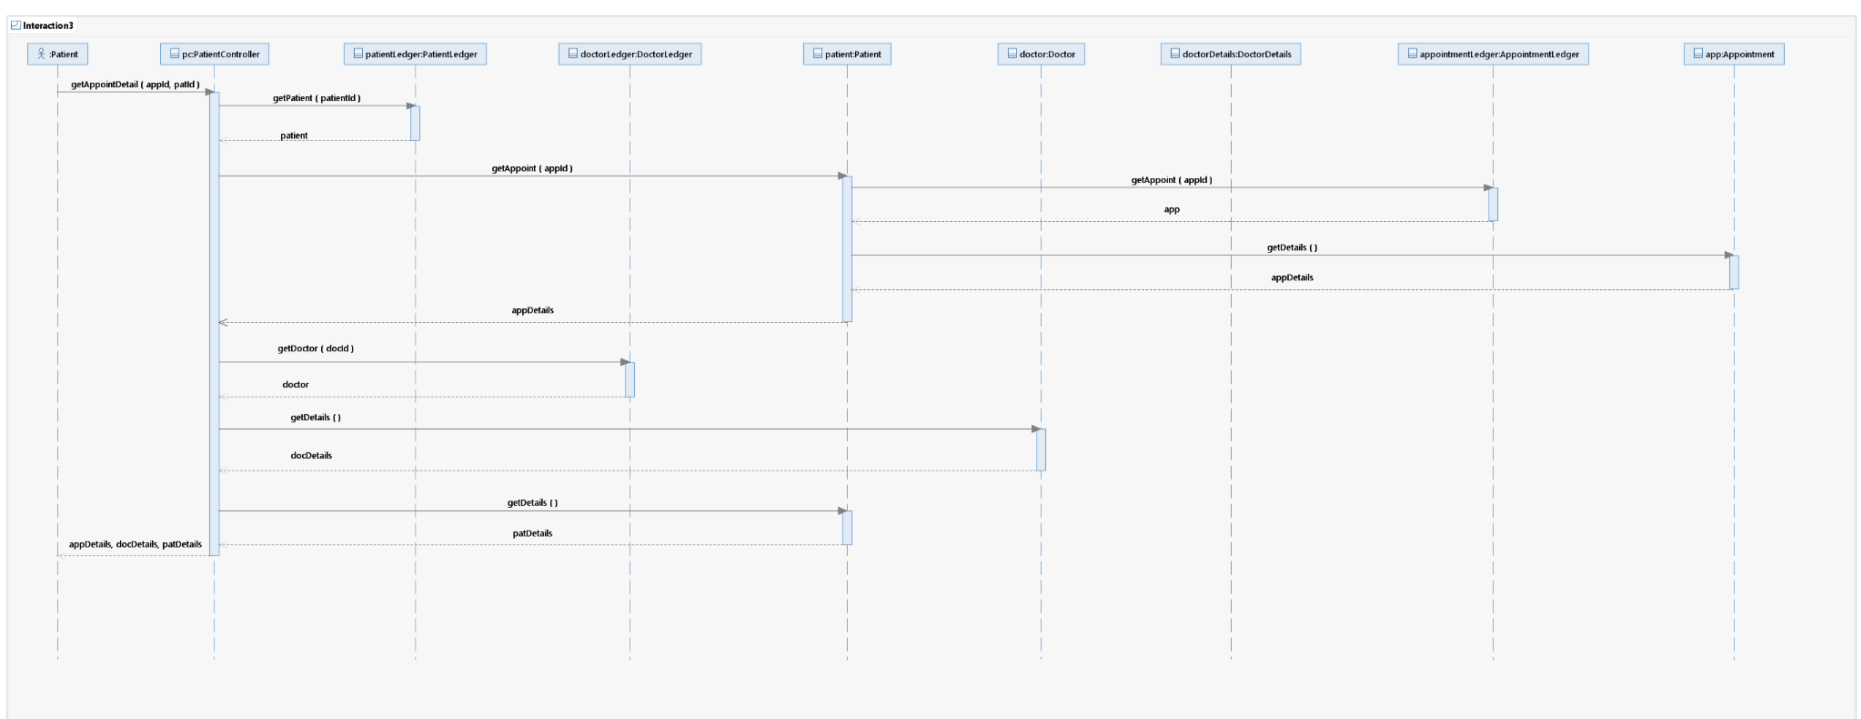 Interaction3
:Patient
pc:PatientController
patientLedger:PatientLedger
doctorLedger:DoctorLedger
patient:Patient
doctor:Doctor
doctorDetails:DoctorDetails
appointmentLedger:AppointmentLedger
app:Appointment
getAppointDetail ( appId, patId )
getPatient ( patientId )
patient
getAppoint ( appId )
getAppoint ( appId )
app
getDetails ( )
appDetails
appDetails
getDoctor ( docId )
doctor
getDetails ( )
docDetails
getDetails ( )
patDetails
appDetails, docDetails, patDetails